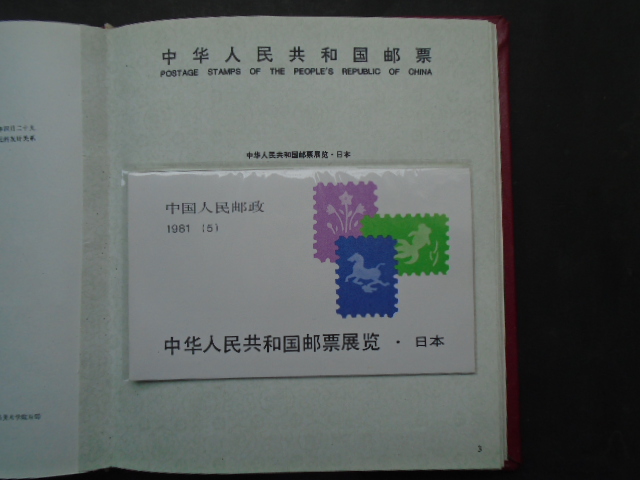 中华人民共和国邮票
POSTAGE STAMPS OF THE PEOPLE'S REPUBLIC OF CHINA
中华人民共和国邮票展览·日本
中国人民邮政
1981 (5)
中华人民共和国邮票展览 · 日本
3